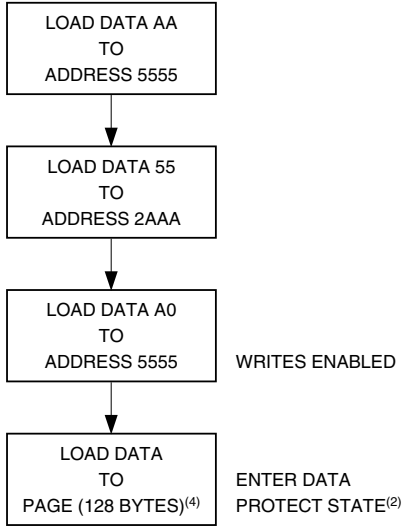 LOAD DATA AA
TO
ADDRESS 5555
LOAD DATA 55
TO
ADDRESS 2AAA
LOAD DATA A0
TO
ADDRESS 5555
WRITES ENABLED
LOAD DATA
TO
PAGE (128 BYTES)(4)
ENTER DATA
PROTECT STATE(2)